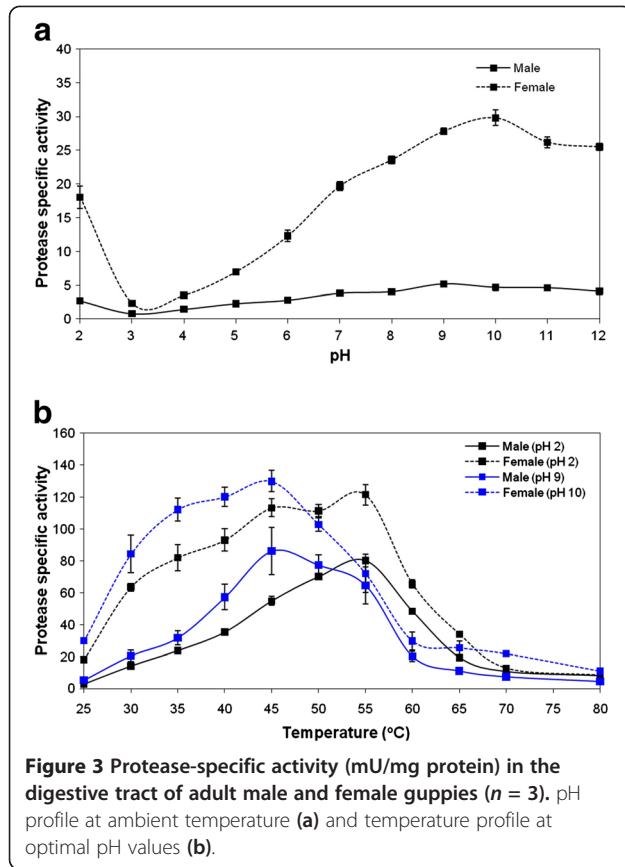 a
40
35
30
25
20
15
10
5
0
Protease specific activity
Male
Female
2 3 4 5 6 7 8 9 10 11 12
pH
b
160
140
120
100
80
60
40
20
0
Protease specific activity
Male (pH 2)
Female (pH 2)
Male (pH 9)
Female (pH 10)
25 30 35 40 45 50 55 60 65 70 80
Temperature (ºC)
Figure 3 Protease-specific activity (mU/mg protein) in the
digestive tract of adult male and female guppies (n = 3). pH
profile at ambient temperature (a) and temperature profile at
optimal pH values (b).